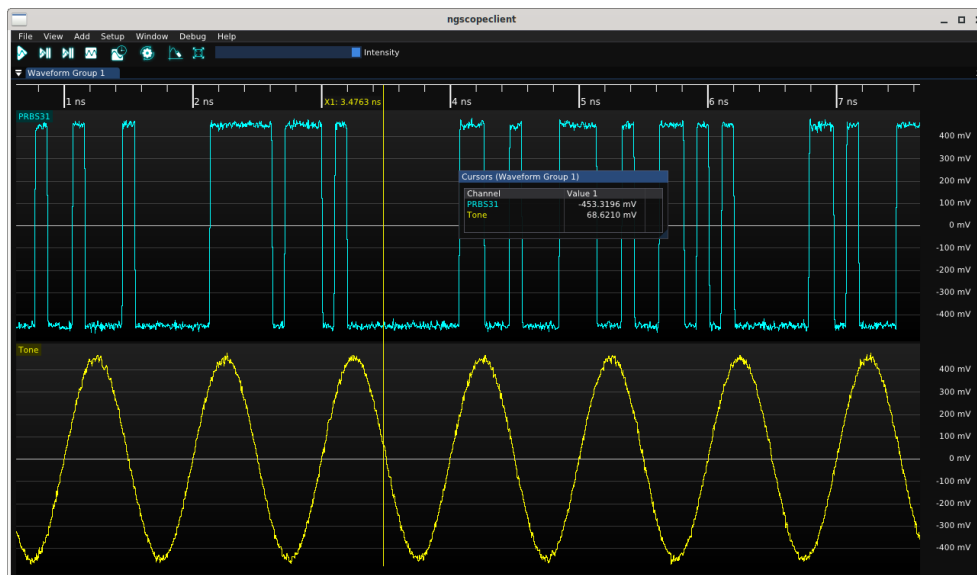 ngscopeclient
File View Add Setup Window Debug Help
Intensity
Waveform Group 1
1 ns 2 ns X1: 3.4763 ns 4 ns 5 ns 6 ns 7 ns
PRBS31
400 mV
300 mV
200 mV
100 mV
0 mV
-100 mV
-200 mV
-300 mV
-400 mV
Cursors (Waveform Group 1)
Channel Value 1
PRBS31 -453.3196 mV
Tone 68.6210 mV
Tone
400 mV
300 mV
200 mV
100 mV
0 mV
-100 mV
-200 mV
-300 mV
-400 mV